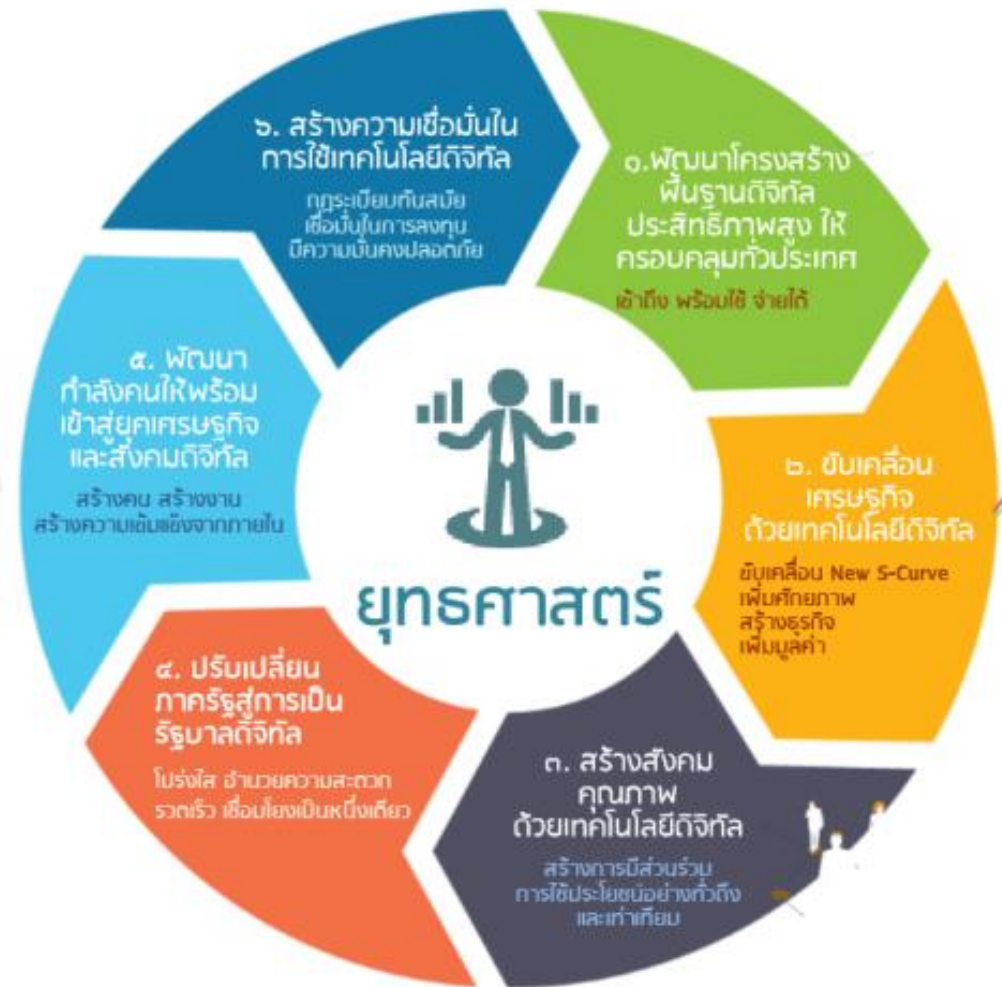 ๖. สร้างความเชื่อมั่นใน
การใช้เทคโนโลยีดิจิทัล
กฎระเบียบทันสมัย
เชื่อมั่นในการลงทุน
มีความมั่นคงปลอดภัย
๑.พัฒนาโครงสร้าง
พื้นฐานดิจิทัล
ประสิทธิภาพสูง ให้
ครอบคลุมทั่วประเทศ
เข้าถึง พร้อมใช้ จ่ายได้
๒. ขับเคลื่อน
เศรษฐกิจ
ด้วยเทคโนโลยีดิจิทัล
ขับเคลื่อน New S-Curve
เพิ่มศักยภาพ
สร้างธุรกิจ
เพิ่มมูลค่า
๓. สร้างสังคม
คุณภาพ
ด้วยเทคโนโลยีดิจิทัล
สร้างการมีส่วนร่วม
การใช้ประโยชน์อย่างทั่วถึง
และเท่าเทียม
๔. ปรับเปลี่ยน
ภาครัฐสู่การเป็น
รัฐบาลดิจิทัล
โปร่งใส อำนวยความสะดวก
รวดเร็ว เชื่อมโยงเป็นหนึ่งเดียว
๕. พัฒนา
กำลังคนให้พร้อม
เข้าสู่ยุคเศรษฐกิจ
และสังคมดิจิทัล
สร้างคน สร้างงาน
สร้างความเข้มแข็งจากภายใน
ยุทธศาสตร์